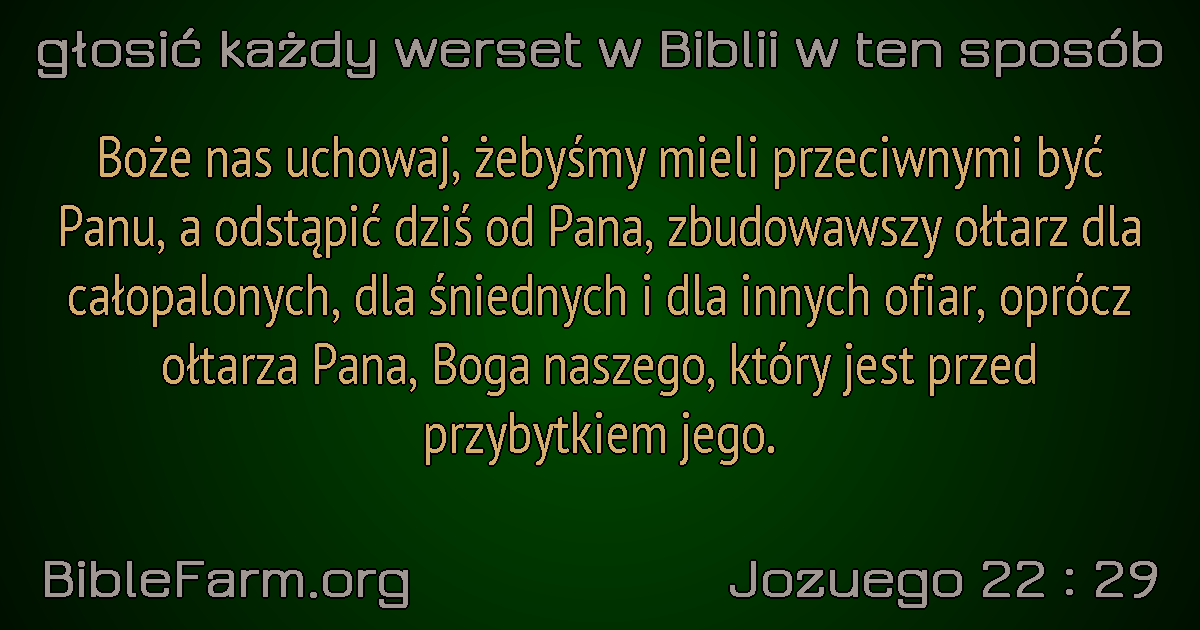 głosić każdy werset w Biblii w ten sposób
Boże nas uchowaj, żebyśmy mieli przeciwnymi być
Panu, a odstąpić dziś od Pana, zbudowawszy ołtarz dla
całopalonych, dla śniednych i dla innych ofiar, oprócz
ołtarza Pana, Boga naszego, który jest przed
przybytkiem jego.
BibleFarm.org
Jozuego 22 : 29